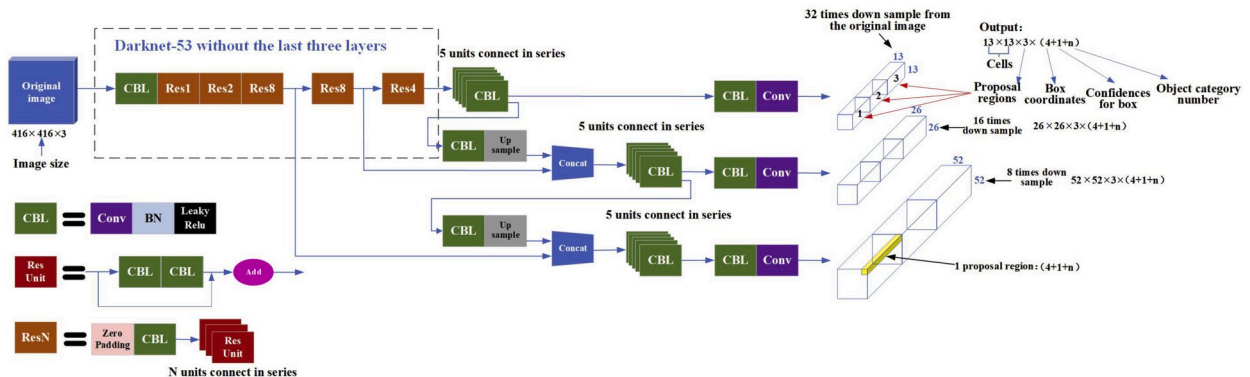 Darknet-53 without the last three layers
Original
image
416×416×3
Image size
CBL
Res1
Res2
Res8
Res8
Res4
5 units connect in series
CBL
CBL
Conv
32 times down sample from
the original image
13
13
1
2
3
Output:
13×13×3×(4+1+n)
Cells
Proposal
regions
Box
coordinates
Confidences
for box
Object category
number
CBL
Up
sample
Concat
5 units connect in series
CBL
CBL
Conv
26
26
16 times
down sample
26×26×3×(4+1+n)
CBL
Up
sample
Concat
5 units connect in series
CBL
CBL
Conv
52
52
8 times down
sample
52×52×3×(4+1+n)
1 proposal region:(4+1+n)
CBL
Conv
BN
Leaky
Relu
Res
Unit
CBL
CBL
Add
ResN
Zero
Padding
CBL
Res
Unit
N units connect in series